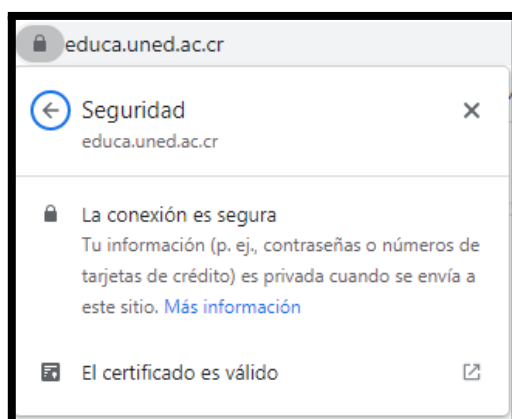 educa.uned.ac.cr
Seguridad
educa.uned.ac.cr
La conexión es segura
Tu información (p. ej., contraseñas o números de
tarjetas de crédito) es privada cuando se envía a
este sitio. Más información
El certificado es válido